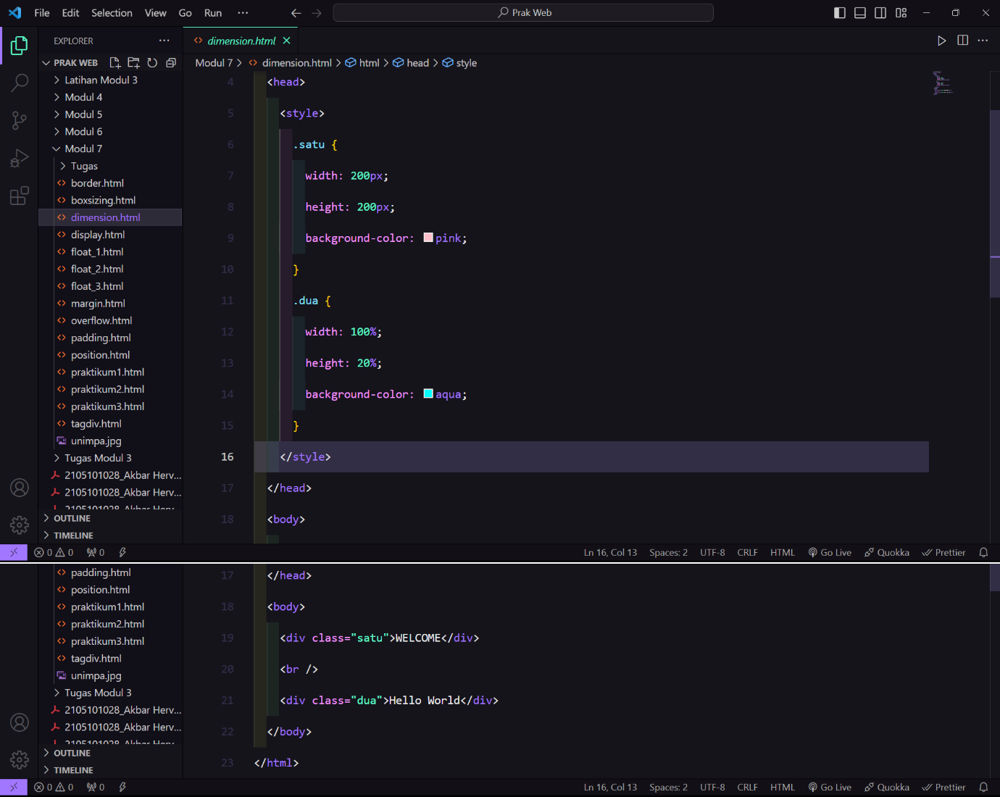 File Edit Selection View Go Run ··· Prak Web
EXPLORER ···
dimension.html
PRAK WEB
Modul 7 > dimension.html > html > head > style
Latihan Modul 3
Modul 4
Modul 5
Modul 6
Modul 7
Tugas
border.html
boxsizing.html
dimension.html
display.html
float_1.html
float_2.html
float_3.html
margin.html
overflow.html
padding.html
position.html
praktikum1.html
praktikum2.html
praktikum3.html
tagdiv.html
unimpa.jpg
Tugas Modul 3
2105101028_Akbar Herv...
2105101028_Akbar Herv...
2105101028_Akbar Herv...
OUTLINE
TIMELINE
4 <head>
5 <style>
6 .satu {
7 width: 200px;
8 height: 200px;
9 background-color: pink;
10 }
11 .dua {
12 width: 100%;
13 height: 20%;
14 background-color: aqua;
15 }
16 </style>
17 </head>
18 <body>
0 0 0 Ln 16, Col 13 Spaces: 2 UTF-8 CRLF HTML Go Live Quokka Prettier
padding.html
position.html
praktikum1.html
praktikum2.html
praktikum3.html
tagdiv.html
unimpa.jpg
Tugas Modul 3
2105101028_Akbar Herv...
2105101028_Akbar Herv...
2105101028_Akbar Herv...
OUTLINE
TIMELINE
17 </head>
18 <body>
19 <div class="satu">WELCOME</div>
20 <br />
21 <div class="dua">Hello World</div>
22 </body>
23 </html>
0 0 0 Ln 16, Col 13 Spaces: 2 UTF-8 CRLF HTML Go Live Quokka Prettier